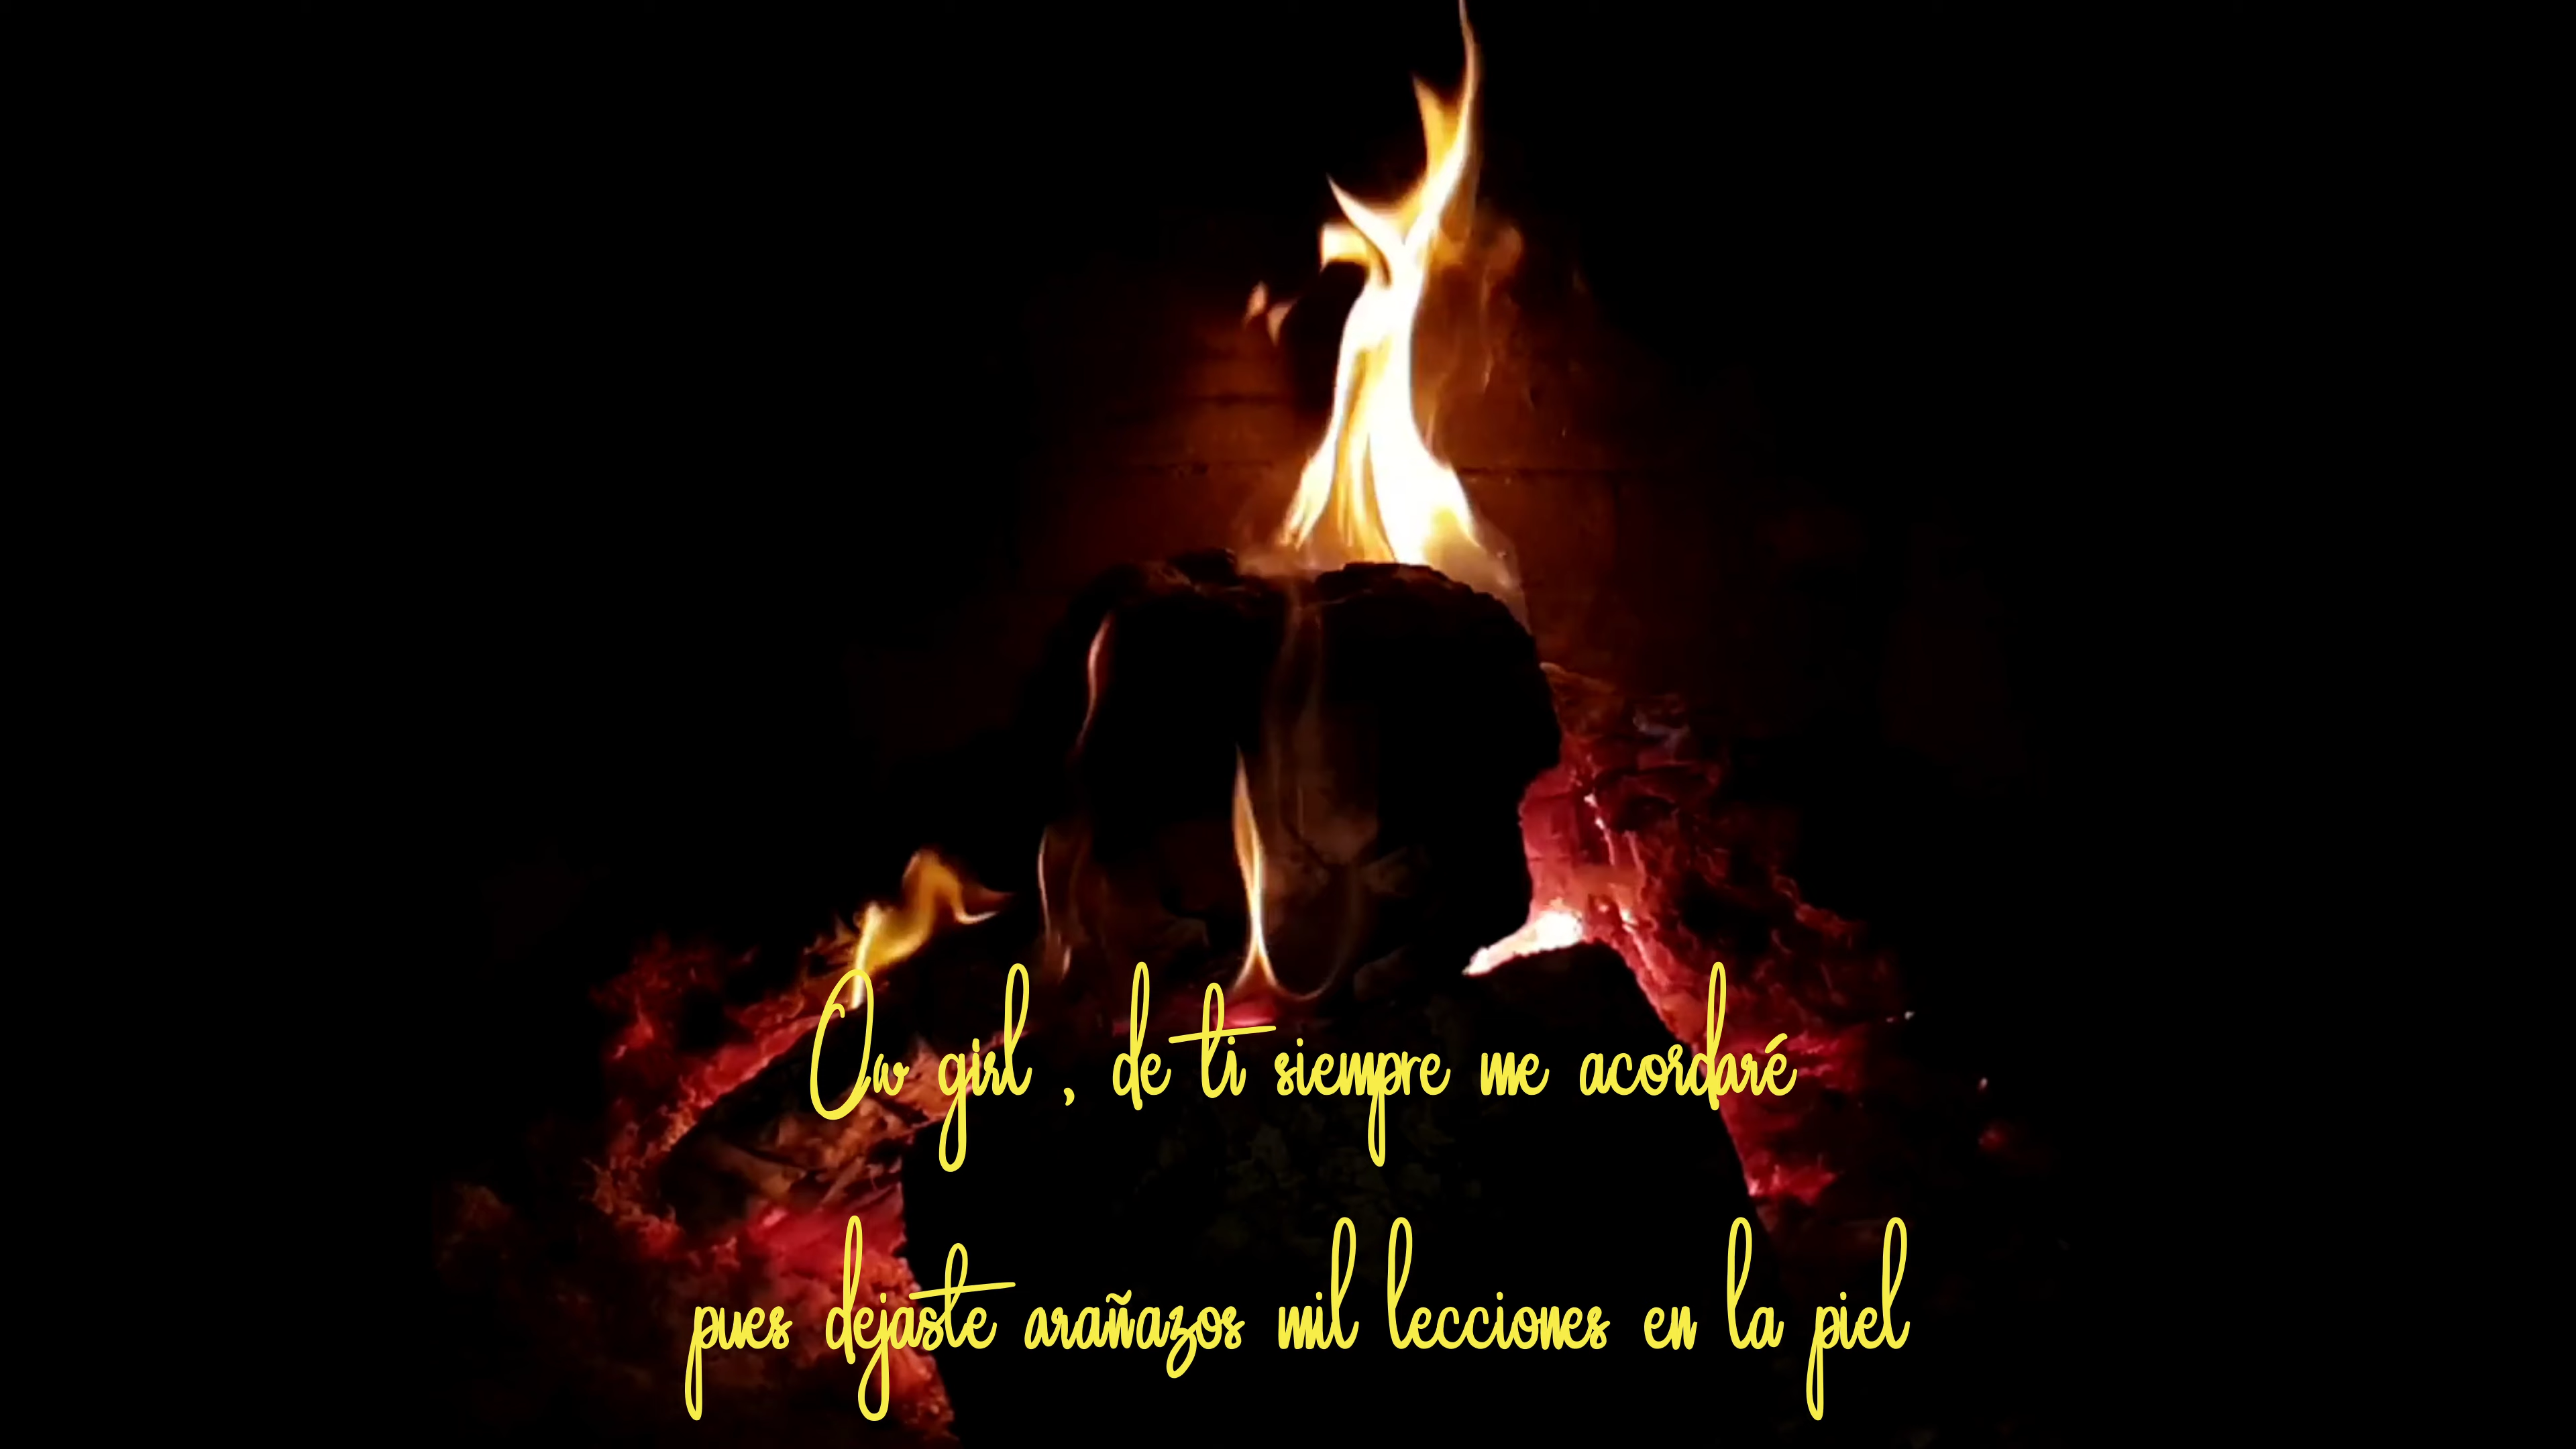 Ow girl , de ti siempre me acordaré
pues dejaste arañazos mil lecciones en la piel